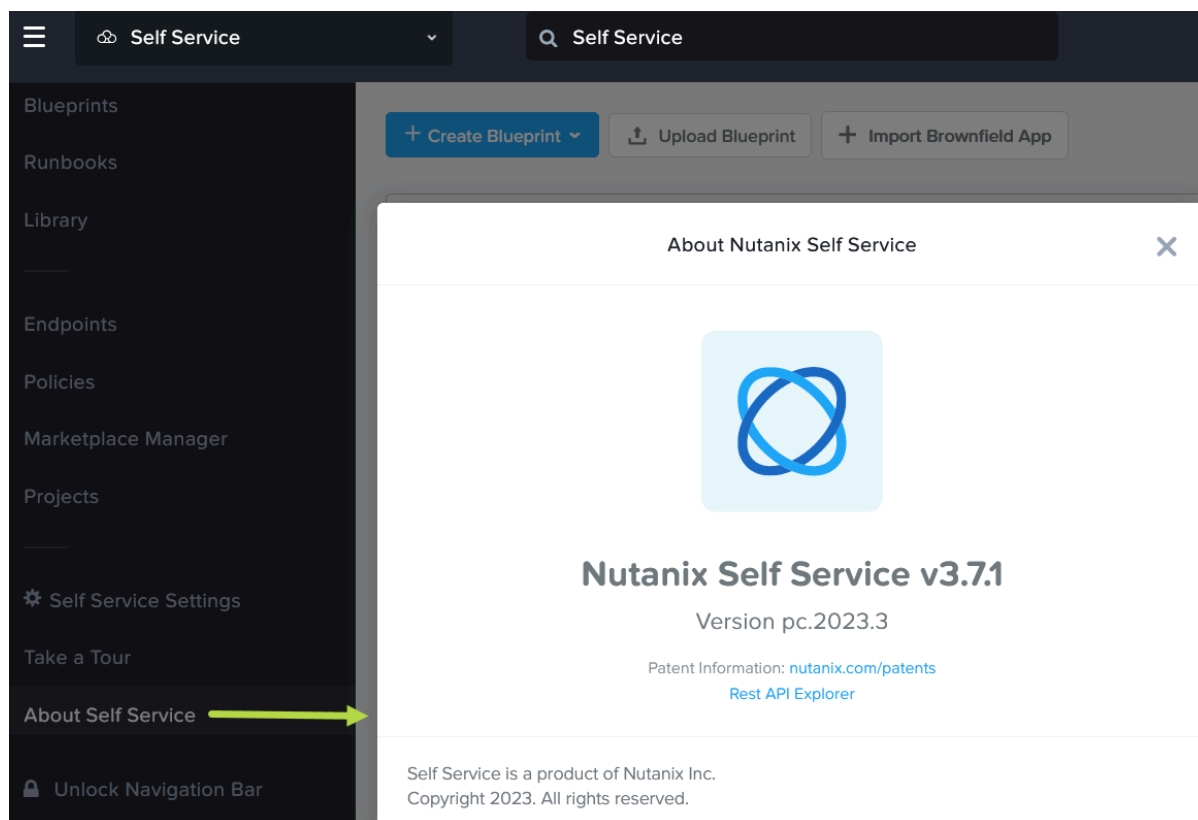 Self Service
Self Service
Blueprints
Runbooks
Library
Endpoints
Policies
Marketplace Manager
Projects
Self Service Settings
Take a Tour
About Self Service
Unlock Navigation Bar
+ Create Blueprint
Upload Blueprint
+ Import Brownfield App
About Nutanix Self Service
Nutanix Self Service v3.7.1
Version pc.2023.3
Patent Information: nutanix.com/patents
Rest API Explorer
Self Service is a product of Nutanix Inc.
Copyright 2023. All rights reserved.